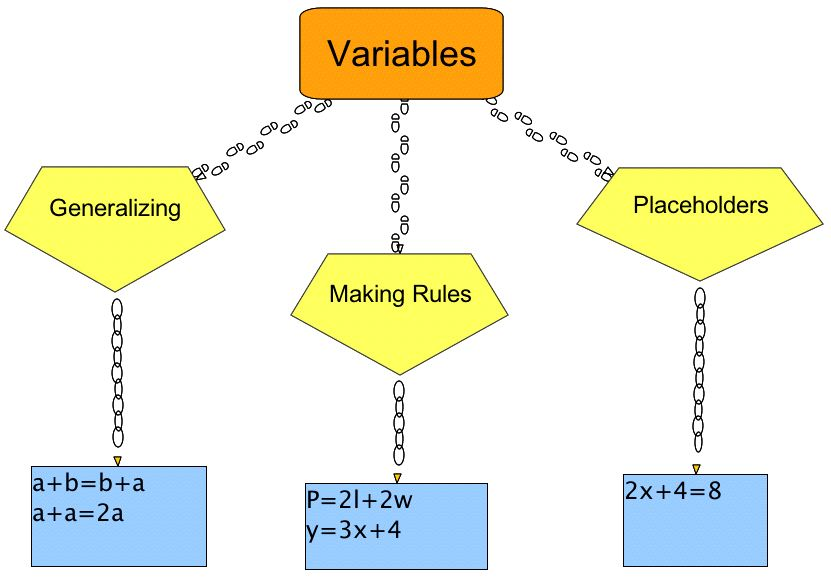 Variables
Generalizing
Making Rules
Placeholders
a+b=b+a
a+a=2a
P=2l+2w
y=3x+4
2x+4=8